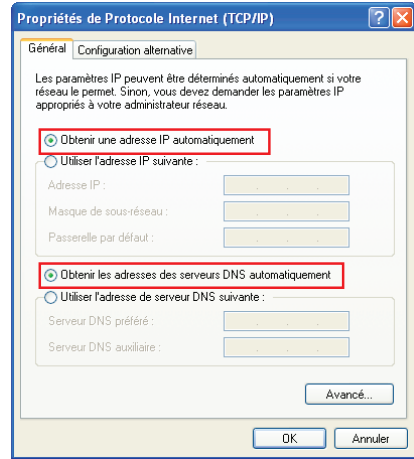 Propriétés de Protocole Internet (TCP/IP)
Général
Configuration alternative
Les paramètres IP peuvent être déterminés automatiquement si votre
réseau le permet. Sinon, vous devez demander les paramètres IP
appropriés à votre administrateur réseau.
Obtenir une adresse IP automatiquement
Utiliser l'adresse IP suivante :
Adresse IP :
Masque de sous-réseau :
Passerelle par défaut :
Obtenir les adresses des serveurs DNS automatiquement
Utiliser l'adresse de serveur DNS suivante :
Serveur DNS préféré :
Serveur DNS auxiliaire :
Avancé...
OK
Annuler